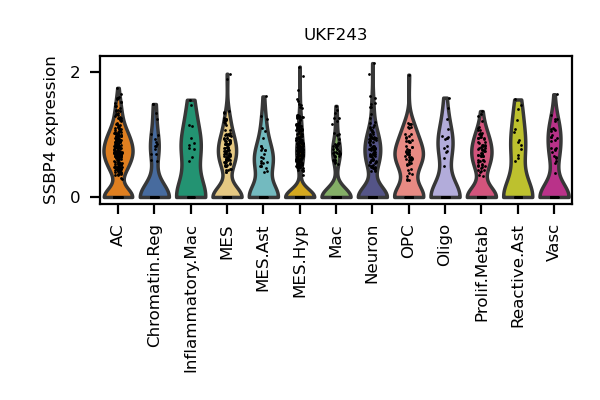 UKF243
SSBP4 expression
2
0
AC
Chromatin.Reg
Inflammatory.Mac
MES
MES.Ast
MES.Hyp
Mac
Neuron
OPC
Oligo
Prolif.Metab
Reactive.Ast
Vasc